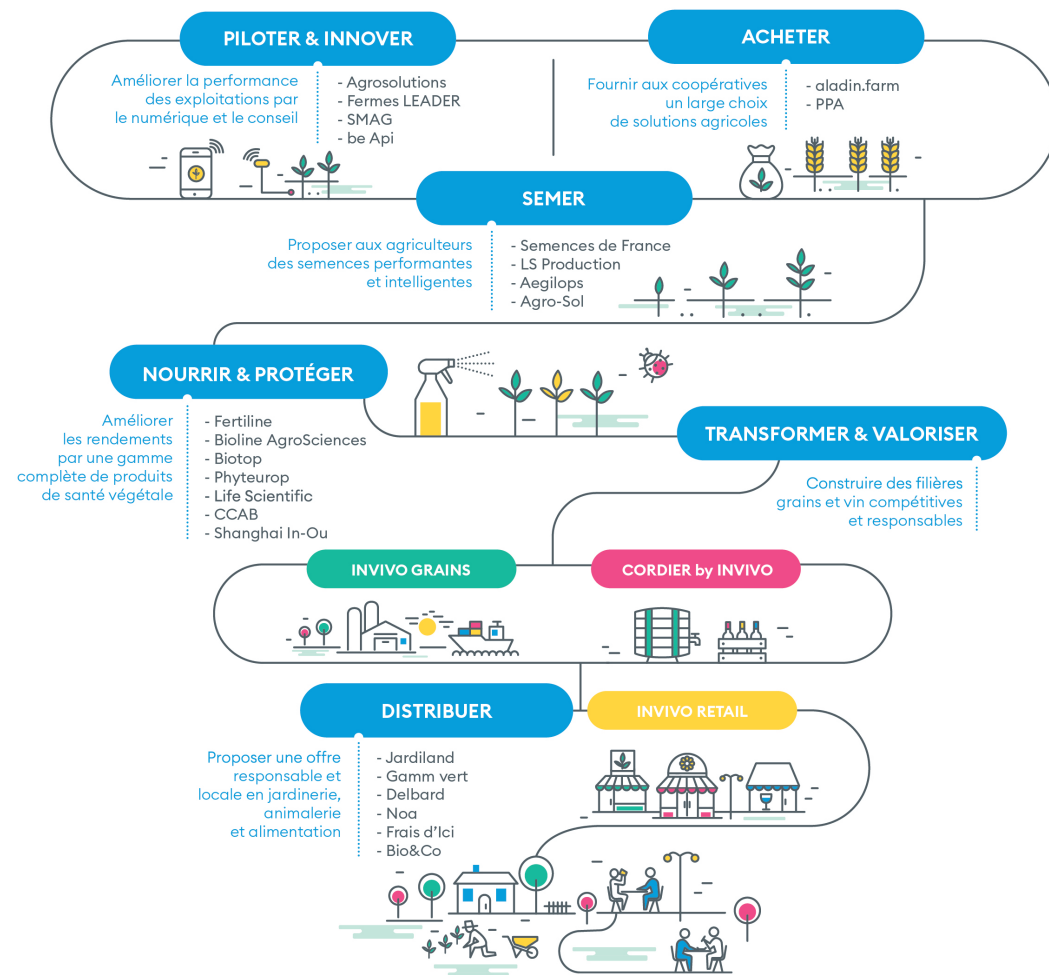 PILOTER & INNOVER
Améliorer la performance
des exploitations par
le numérique et le conseil
- Agrosolutions
- Fermes LEADER
- SMAG
- be Api
ACHETER
Fournir aux coopératives
un large choix
de solutions agricoles
- aladin.farm
- PPA
SEMER
Proposer aux agriculteurs
des semences performantes
et intelligentes
- Semences de France
- LS Production
- Aegilops
- Agro-Sol
NOURRIR & PROTÉGER
Améliorer
les rendements
par une gamme
complète de produits
de santé végétale
- Fertiline
- Bioline AgroSciences
- Biotop
- Phyteurop
- Life Scientific
- CCAB
- Shanghai In-Ou
TRANSFORMER & VALORISER
Construire des filières
grains et vin compétitives
et responsables
INVIVO GRAINS
CORDIER by INVIVO
DISTRIBUER
INVIVO RETAIL
Proposer une offre
responsable et
locale en jardinerie,
animalerie
et alimentation
- Jardiland
- Gamm vert
- Delbard
- Noa
- Frais d'Ici
- Bio&Co